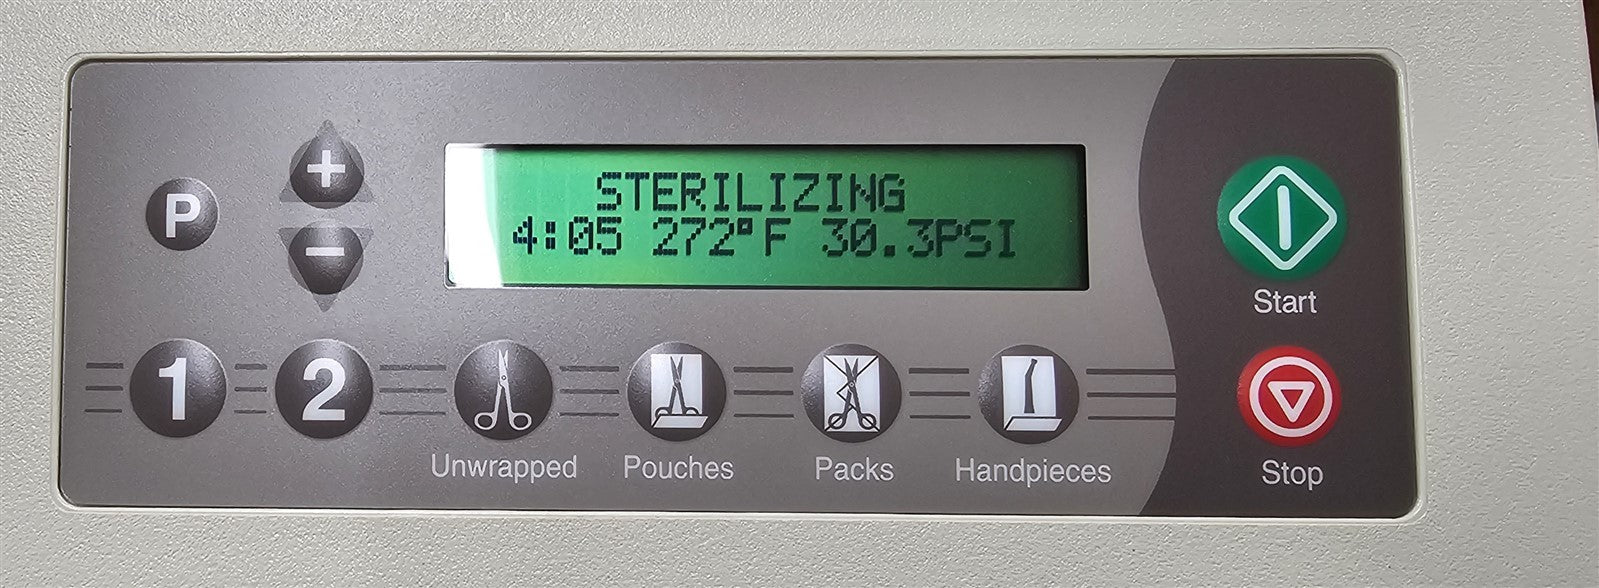 P
+
-
STERILIZING
4:05 272°F 30.3PSI
1
2
Unwrapped
Pouches
Packs
Handpieces
Start
Stop